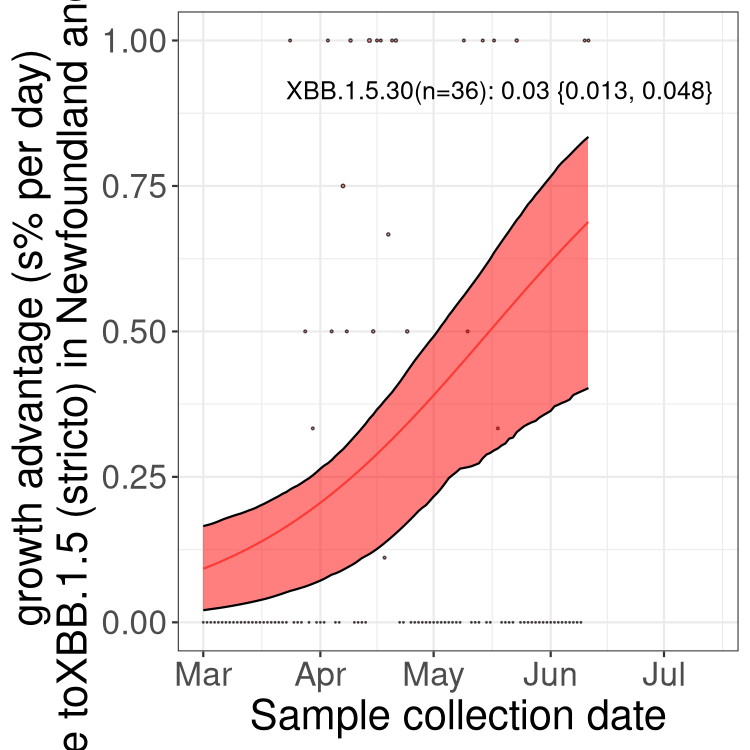 growth advantage (s% per day)
e toXBB.1.5 (stricto) in Newfoundland and
1.00
0.75
0.50
0.25
0.00
XBB.1.5.30(n=36): 0.03 {0.013, 0.048}
Mar Apr May Jun Jul
Sample collection date